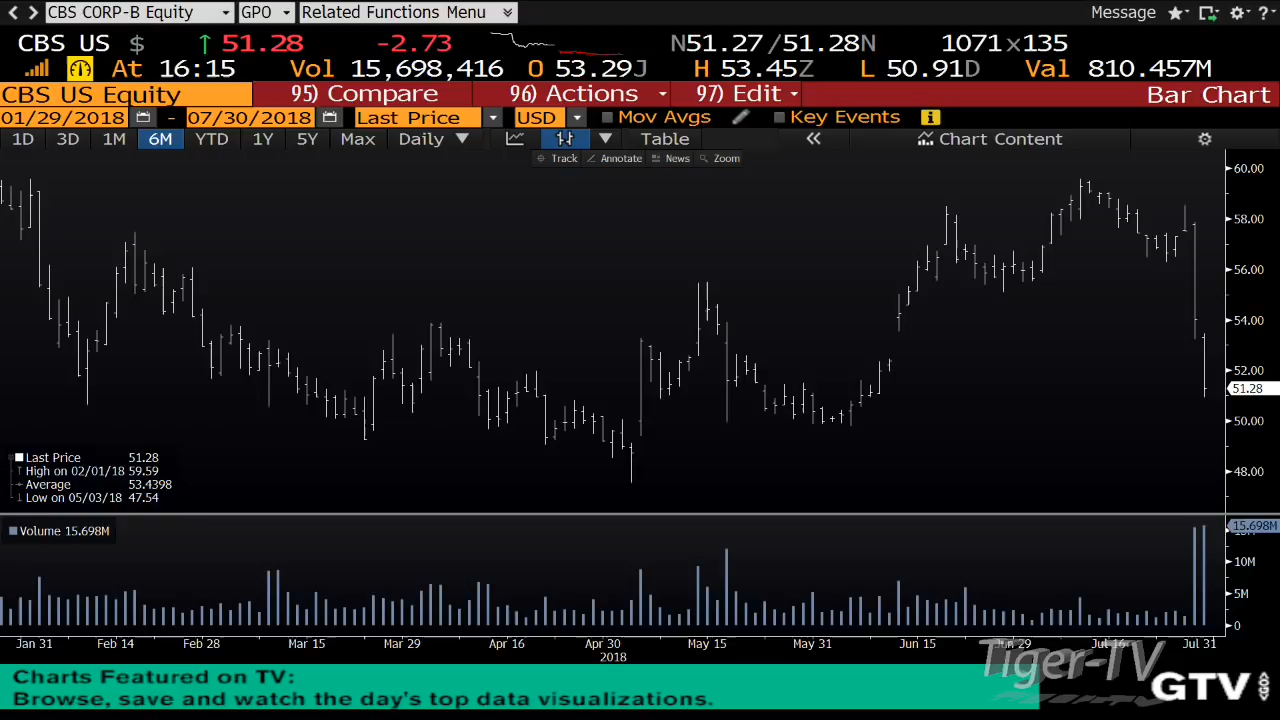 CBS CORP-B Equity GPO Related Functions Menu Message
CBS US $ ↑ 51.28 -2.73 N51.27/51.28N 1071x135
At 16:15 Vol 15,698,416 O 53.29J H 53.45Z L 50.91D Val 810.457M
CBS US Equity 95) Compare 96) Actions 97) Edit Bar Chart
01/29/2018 - 07/30/2018 Last Price USD Mov Avgs Key Events
1D 3D 1M 6M YTD 1Y 5Y Max Daily Table Chart Content
Track Annotate News Zoom
60.00
58.00
56.00
54.00
52.00
51.28
50.00
48.00
Last Price 51.28
High on 02/01/18 59.59
Average 53.4398
Low on 05/03/18 47.54
Volume 15.698M
15.698M
10M
5M
0
Jan 31 Feb 14 Feb 28 Mar 15 Mar 29 Apr 16 Apr 30 May 15 May 31 Jun 15 Jun 29 Jul 16 Jul 31
2018
Tiger-TV
Charts Featured on TV:
Browse, save and watch the day's top data visualizations.
GTV